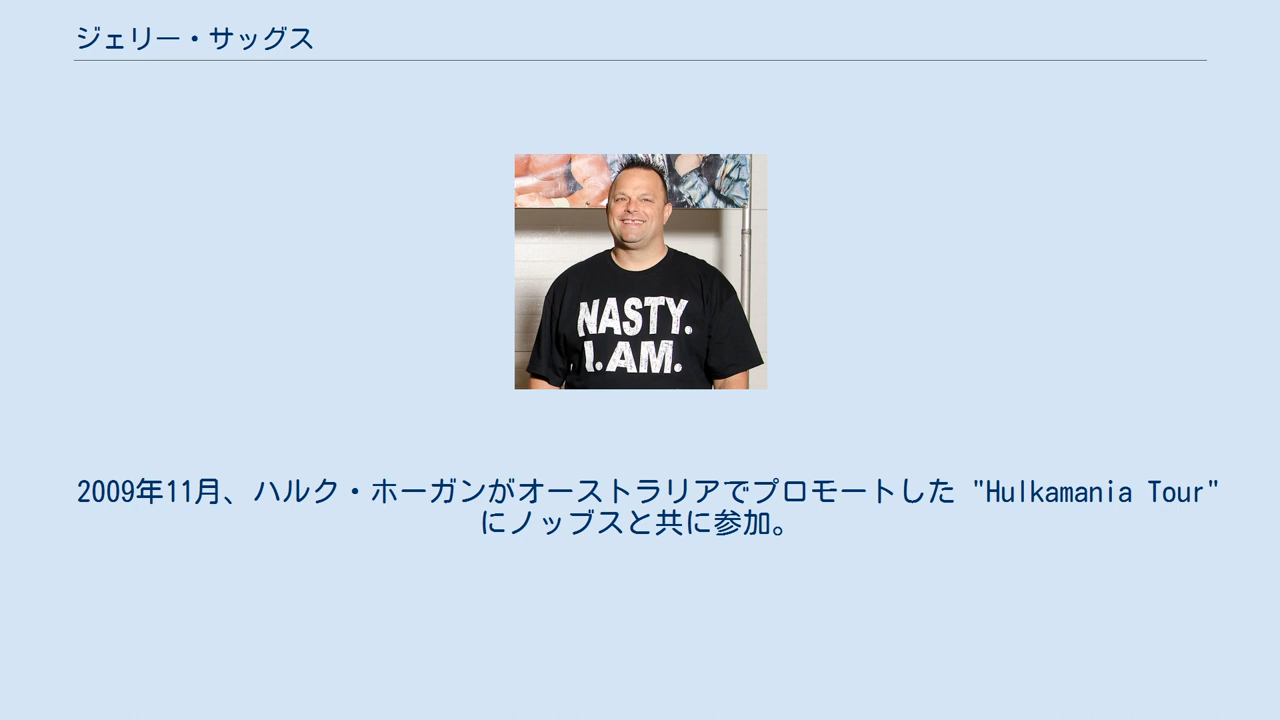 ジェリー・サッグス
NASTY.
I.AM.
2009年11月、ハルク・ホーガンがオーストラリアでプロモートした "Hulkamania Tour"
にノッブスと共に参加。